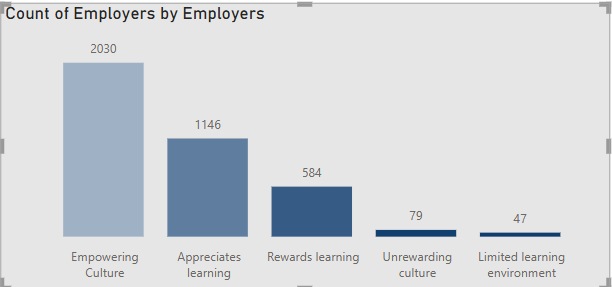 Count of Employers by Employers
2030
1146
584
79
47
Empowering
Culture
Appreciates
learning
Rewards learning
Unrewarding
culture
Limited learning
environment